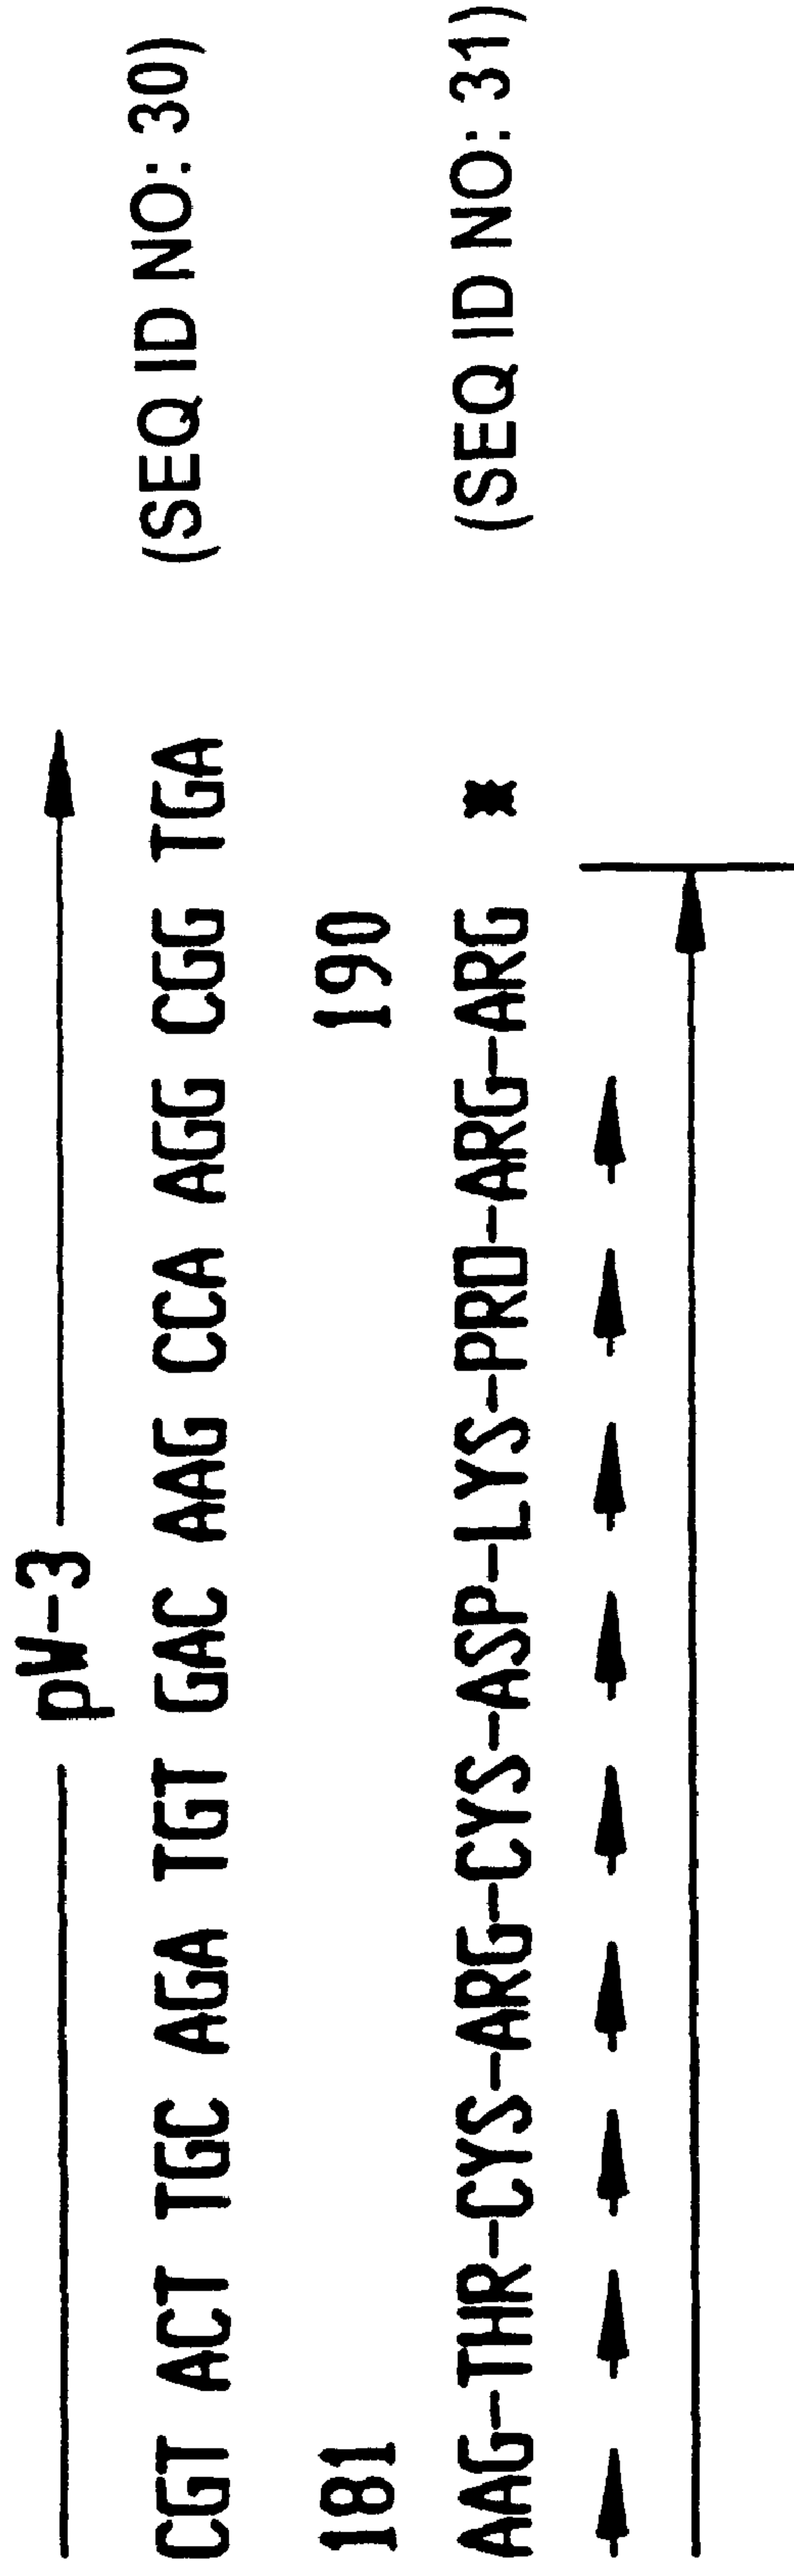 pV-3
CGT ACT TGC AGA TGT GAC AAG CCA AGG CGG TGA (SEQ ID NO: 30)
181 190
AAG-THR-CYS-ARG-CYS-ASP-LYS-PRO-ARG-ARG * (SEQ ID NO: 31)